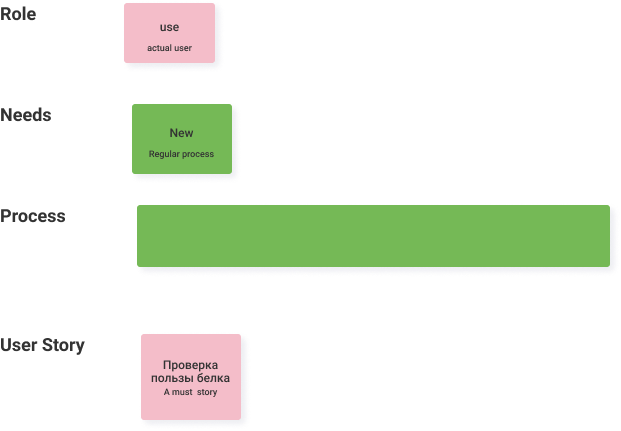 Role
use
actual user
Needs
New
Regular process
Process
User Story
Проверка
пользы белка
A must story